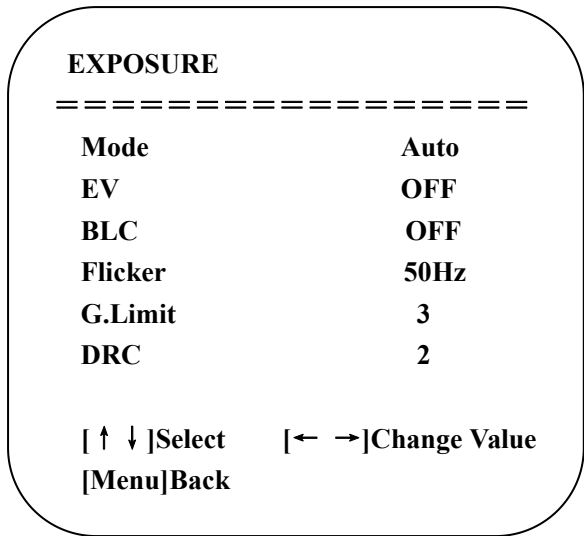 EXPOSURE
=================
Mode Auto
EV OFF
BLC OFF
Flicker 50Hz
G.Limit 3
DRC 2
[↑ ↓]Select [← →]Change Value
[Menu]Back